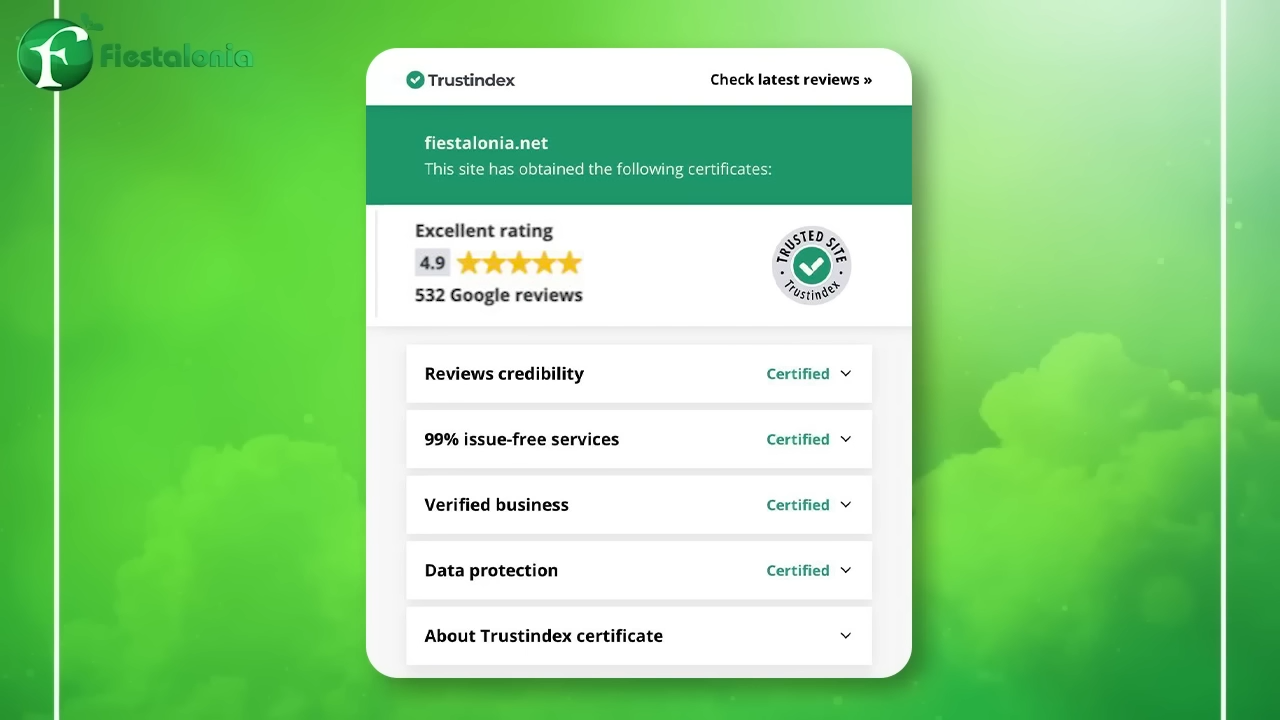 Fiestalonia
Trustindex
Check latest reviews »
fiestalonia.net
This site has obtained the following certificates:
Excellent rating
4.9
532 Google reviews
TRUSTED SITE
Trustindex
Reviews credibility
Certified
99% issue-free services
Certified
Verified business
Certified
Data protection
Certified
About Trustindex certificate